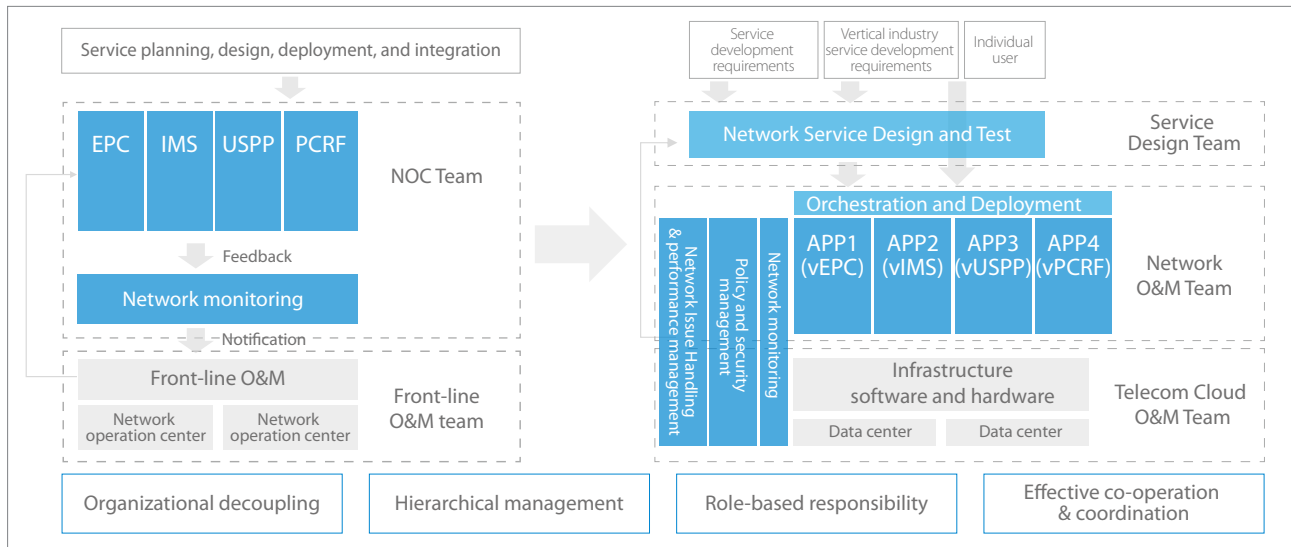 Service planning, design, deployment, and integration
EPC
IMS
USPP
PCRF
NOC Team
Feedback
Network monitoring
Notification
Front-line O&M
Network
operation center
Network
operation center
Front-line
O&M team
Service
development
requirements
Vertical industry
service development
requirements
Individual
user
Network Service Design and Test
Service
Design Team
Orchestration and Deployment
Network Issue Handling
& performance management
Policy and security
management
Network monitoring
APP1
(vEPC)
APP2
(vIMS)
APP3
(vUSPP)
APP4
(vPCRF)
Network
O&M Team
Infrastructure
software and hardware
Data center
Data center
Telecom Cloud
O&M Team
Organizational decoupling
Hierarchical management
Role-based responsibility
Effective co-operation
& coordination